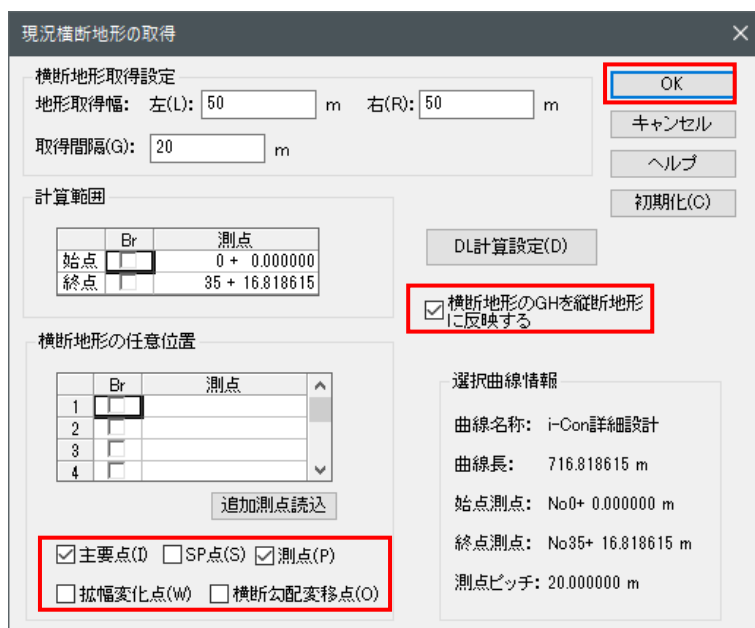 現況横断地形の取得
横断地形取得設定
地形取得幅: 左(L): 50 m 右(R): 50 m
取得間隔(G): 20 m
OK
キャンセル
ヘルプ
初期化(C)
計算範囲
Br 測点
始点 0 + 0.000000
終点 35 + 16.818615
DL計算設定(D)
横断地形のGHを縦断地形
に反映する
横断地形の任意位置
Br 測点
1
2
3
4
追加測点読込
主要点(I) SP点(S) 測点(P)
拡幅変化点(W) 横断勾配変移点(O)
選択曲線情報
曲線名称: i-Con詳細設計
曲線長: 716.818615 m
始点測点: No0+ 0.000000 m
終点測点: No35+ 16.818615 m
測点ピッチ: 20.000000 m